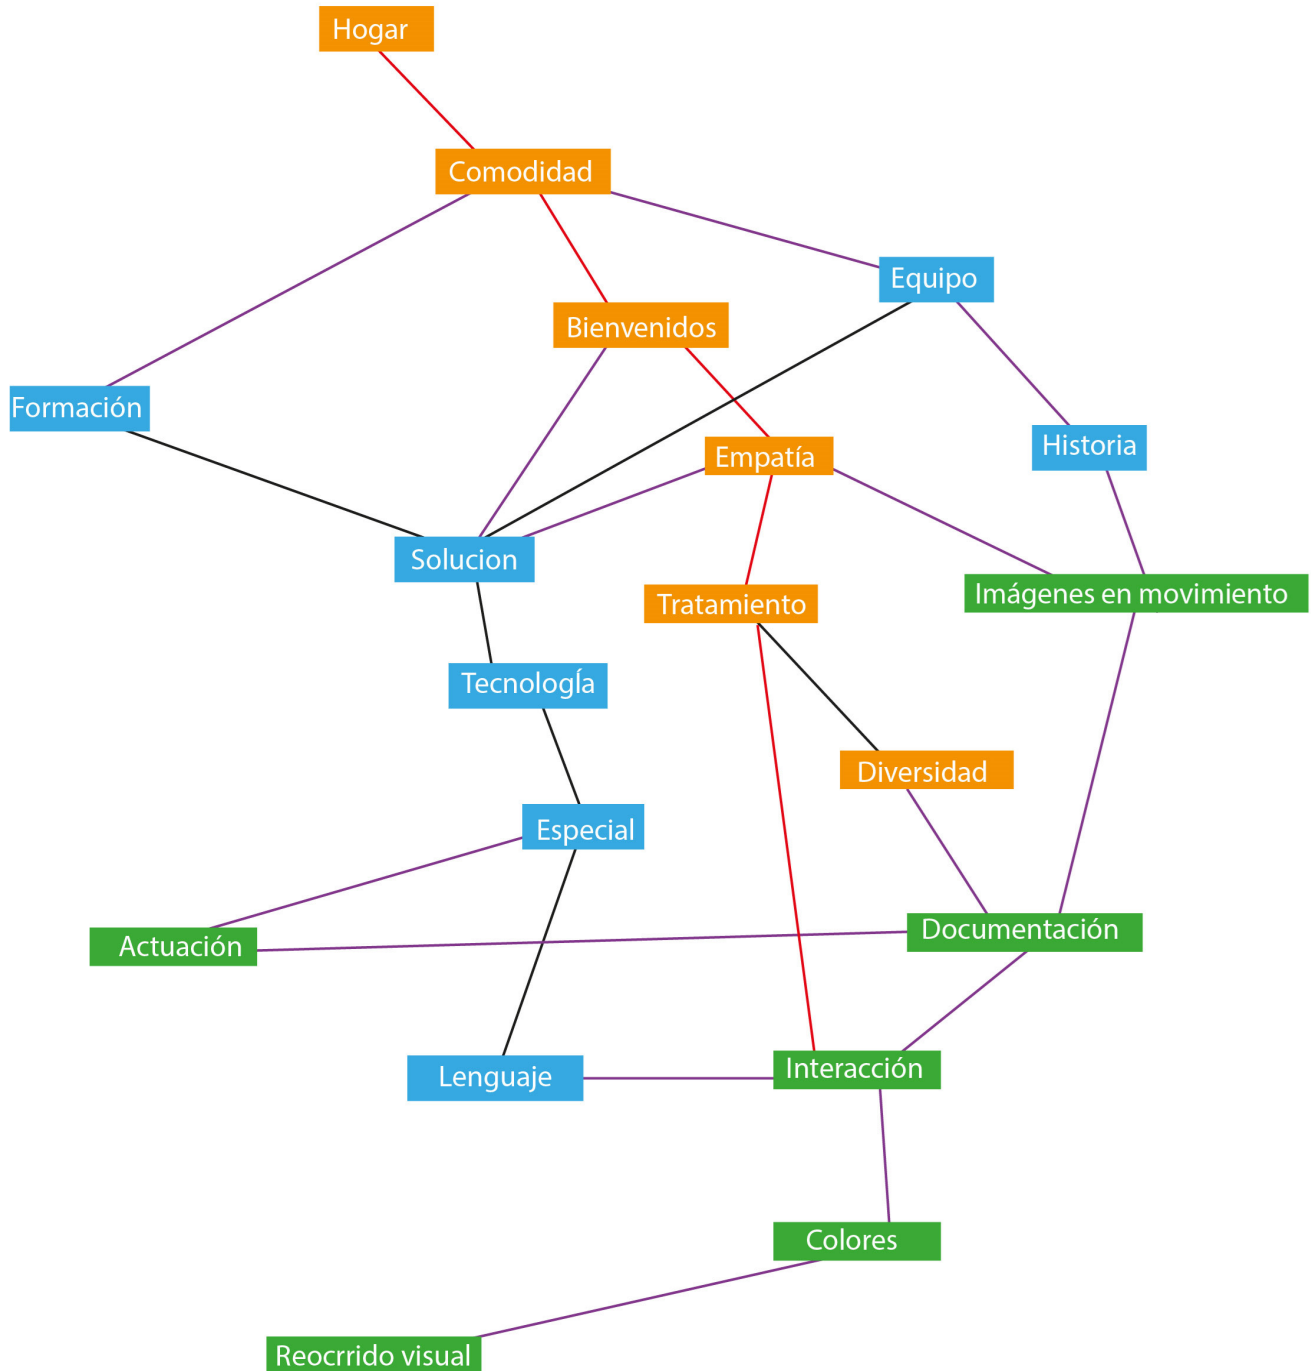 Hogar
Comodidad
Equipo
Bienvenidos
Formación
Historia
Empatía
Solucion
Imágenes en movimiento
Tratamiento
TecnologÍa
Diversidad
Especial
Documentación
Actuación
Interacción
Lenguaje
Colores
Reocrrido visual